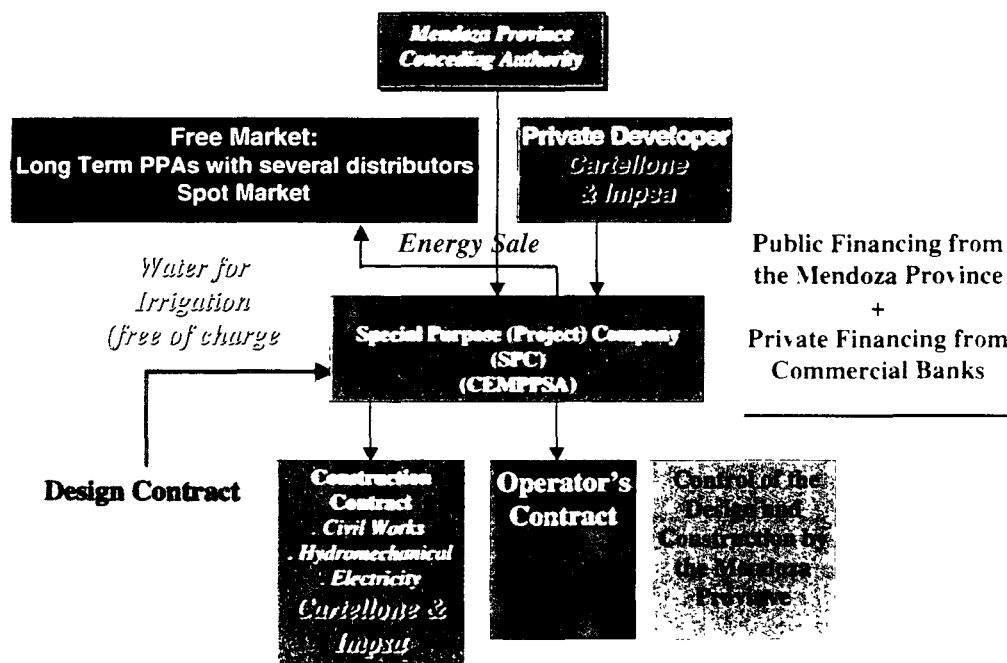 Mendoza Province
Conceding Authority
Free Market:
Long Term PPAs with several distributors
Spot Market
Private Developer
Cartellone
& Impsa
Energy Sale
Water for
Irrigation
(free of charge
Public Financing from
the Mendoza Province
+
Private Financing from
Commercial Banks
Special Purpose (Project) Company
(SPC)
(CEMPPSA)
Design Contract
Construction
Contract
. Civil Works
. Hydromechanical
. Electricity
Cartellone &
Impsa
Operator's
Contract
Control of the
Design and
Construction by
the Mendoza
Province